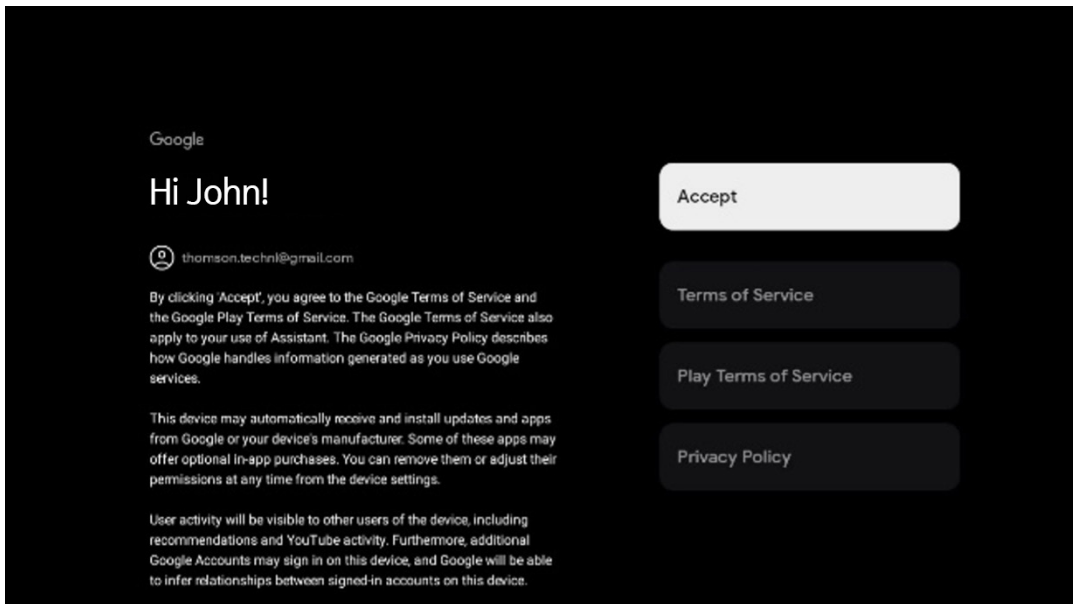 Google
Hi John!
thomson.technl@gmail.com
By clicking 'Accept', you agree to the Google Terms of Service and
the Google Play Terms of Service. The Google Terms of Service also
apply to your use of Assistant. The Google Privacy Policy describes
how Google handles information generated as you use Google
services.
This device may automatically receive and install updates and apps
from Google or your device's manufacturer. Some of these apps may
offer optional in-app purchases. You can remove them or adjust their
permissions at any time from the device settings.
User activity will be visible to other users of the device, including
recommendations and YouTube activity. Furthermore, additional
Google Accounts may sign in on this device, and Google will be able
to infer relationships between signed-in accounts on this device.
Accept
Terms of Service
Play Terms of Service
Privacy Policy